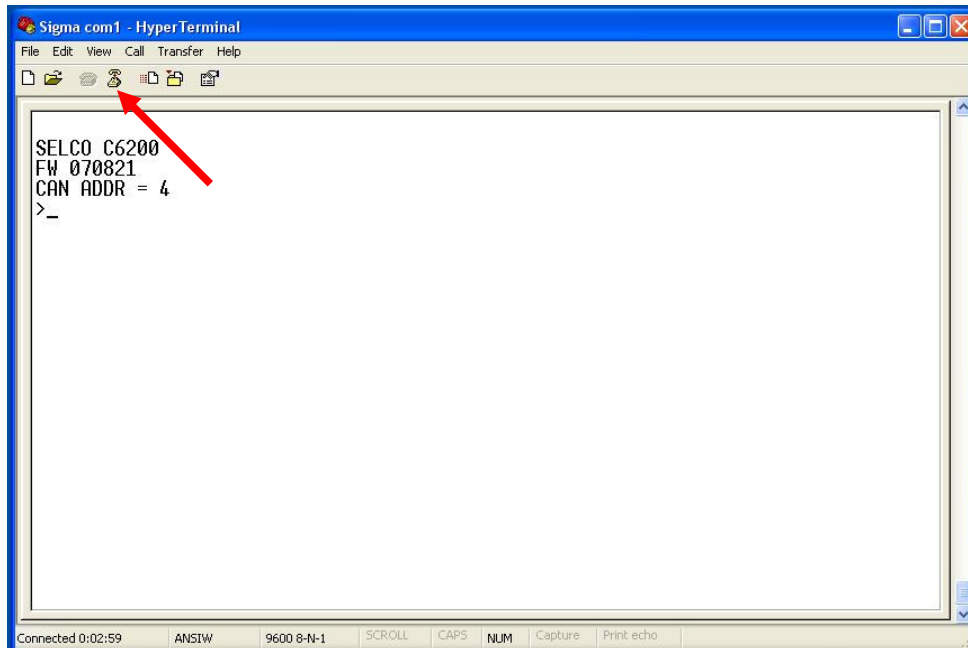 Sigma com1 - HyperTerminal
File Edit View Call Transfer Help
SELCO C6200
FW 070821
CAN ADDR = 4
>_
Connected 0:02:59 ANSIW 9600 8-N-1 SCROLL CAPS NUM Capture Print echo